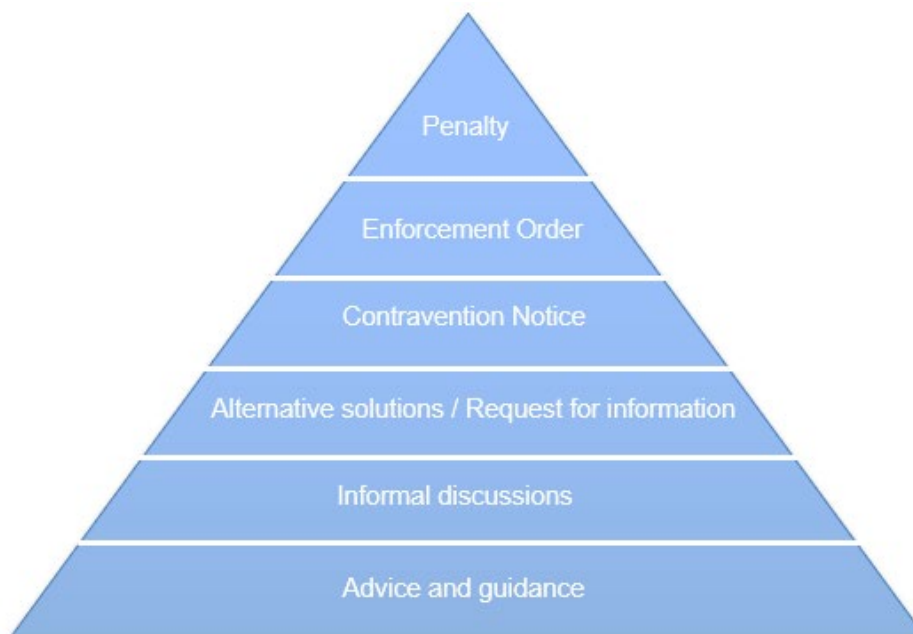 Penalty
Enforcement Order
Contravention Notice
Alternative solutions / Request for information
Informal discussions
Advice and guidance